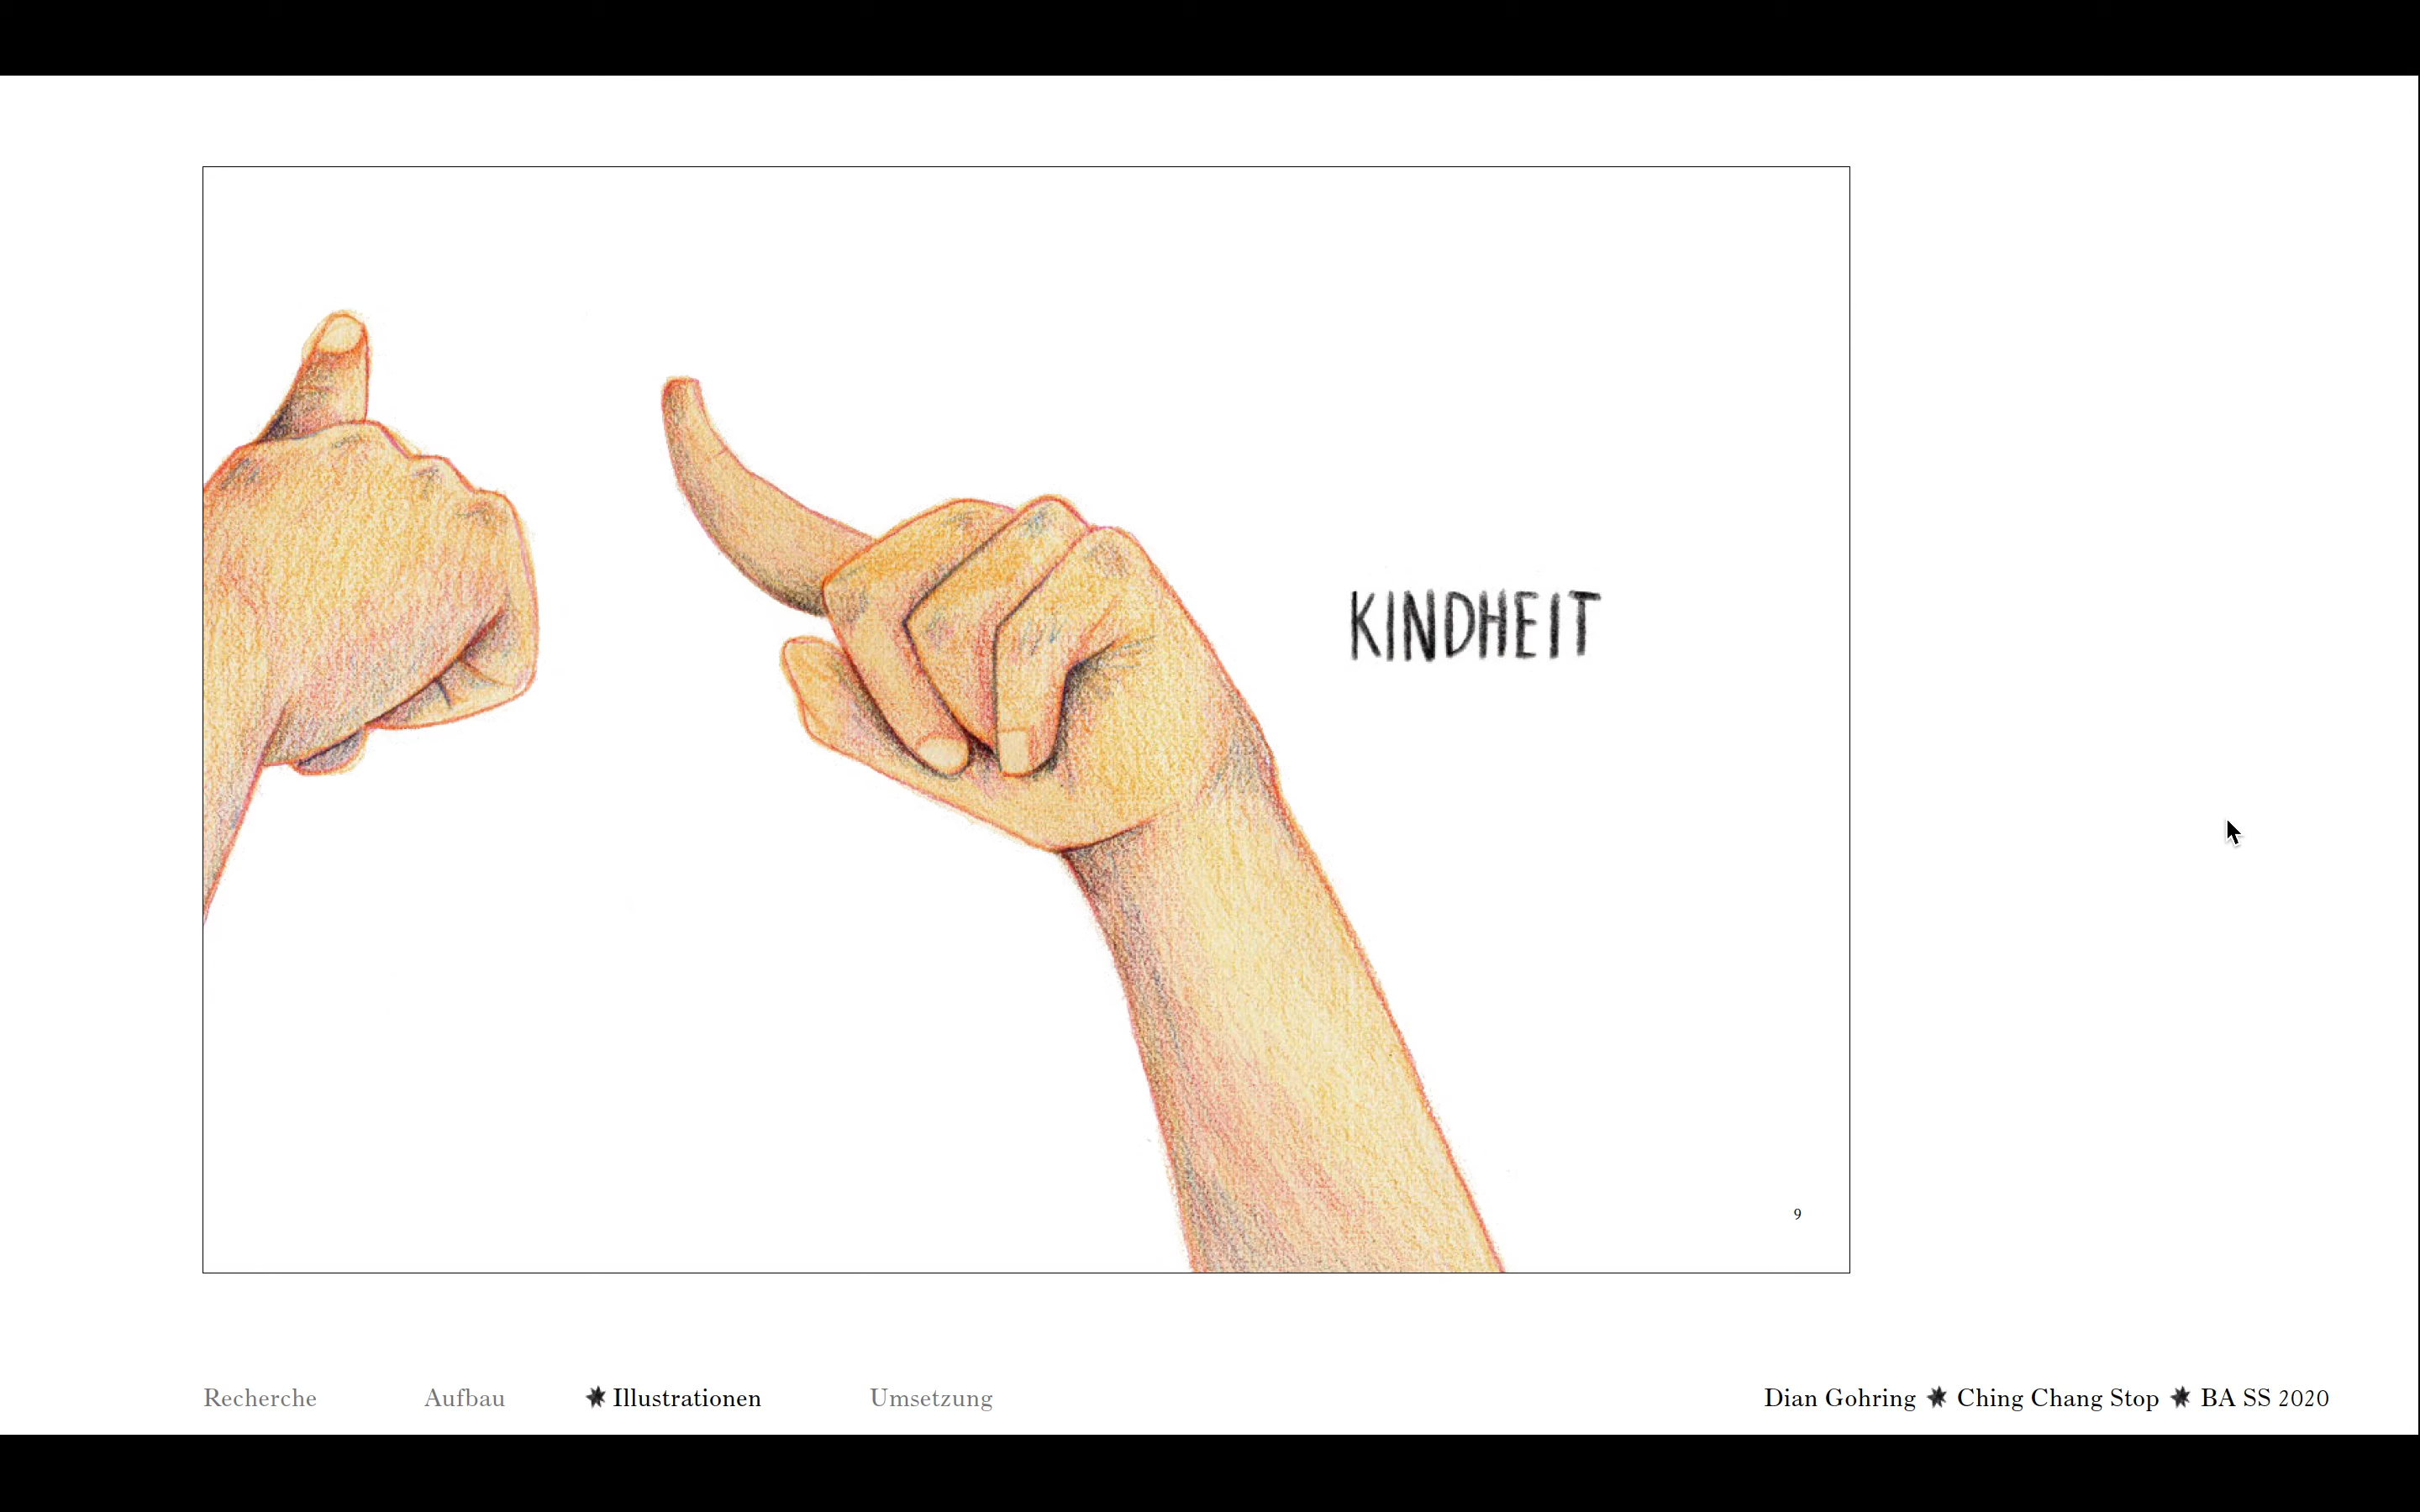 KINDHEIT
9
Recherche Aufbau Illustrationen Umsetzung Dian Gohring Ching Chang Stop BA SS 2020